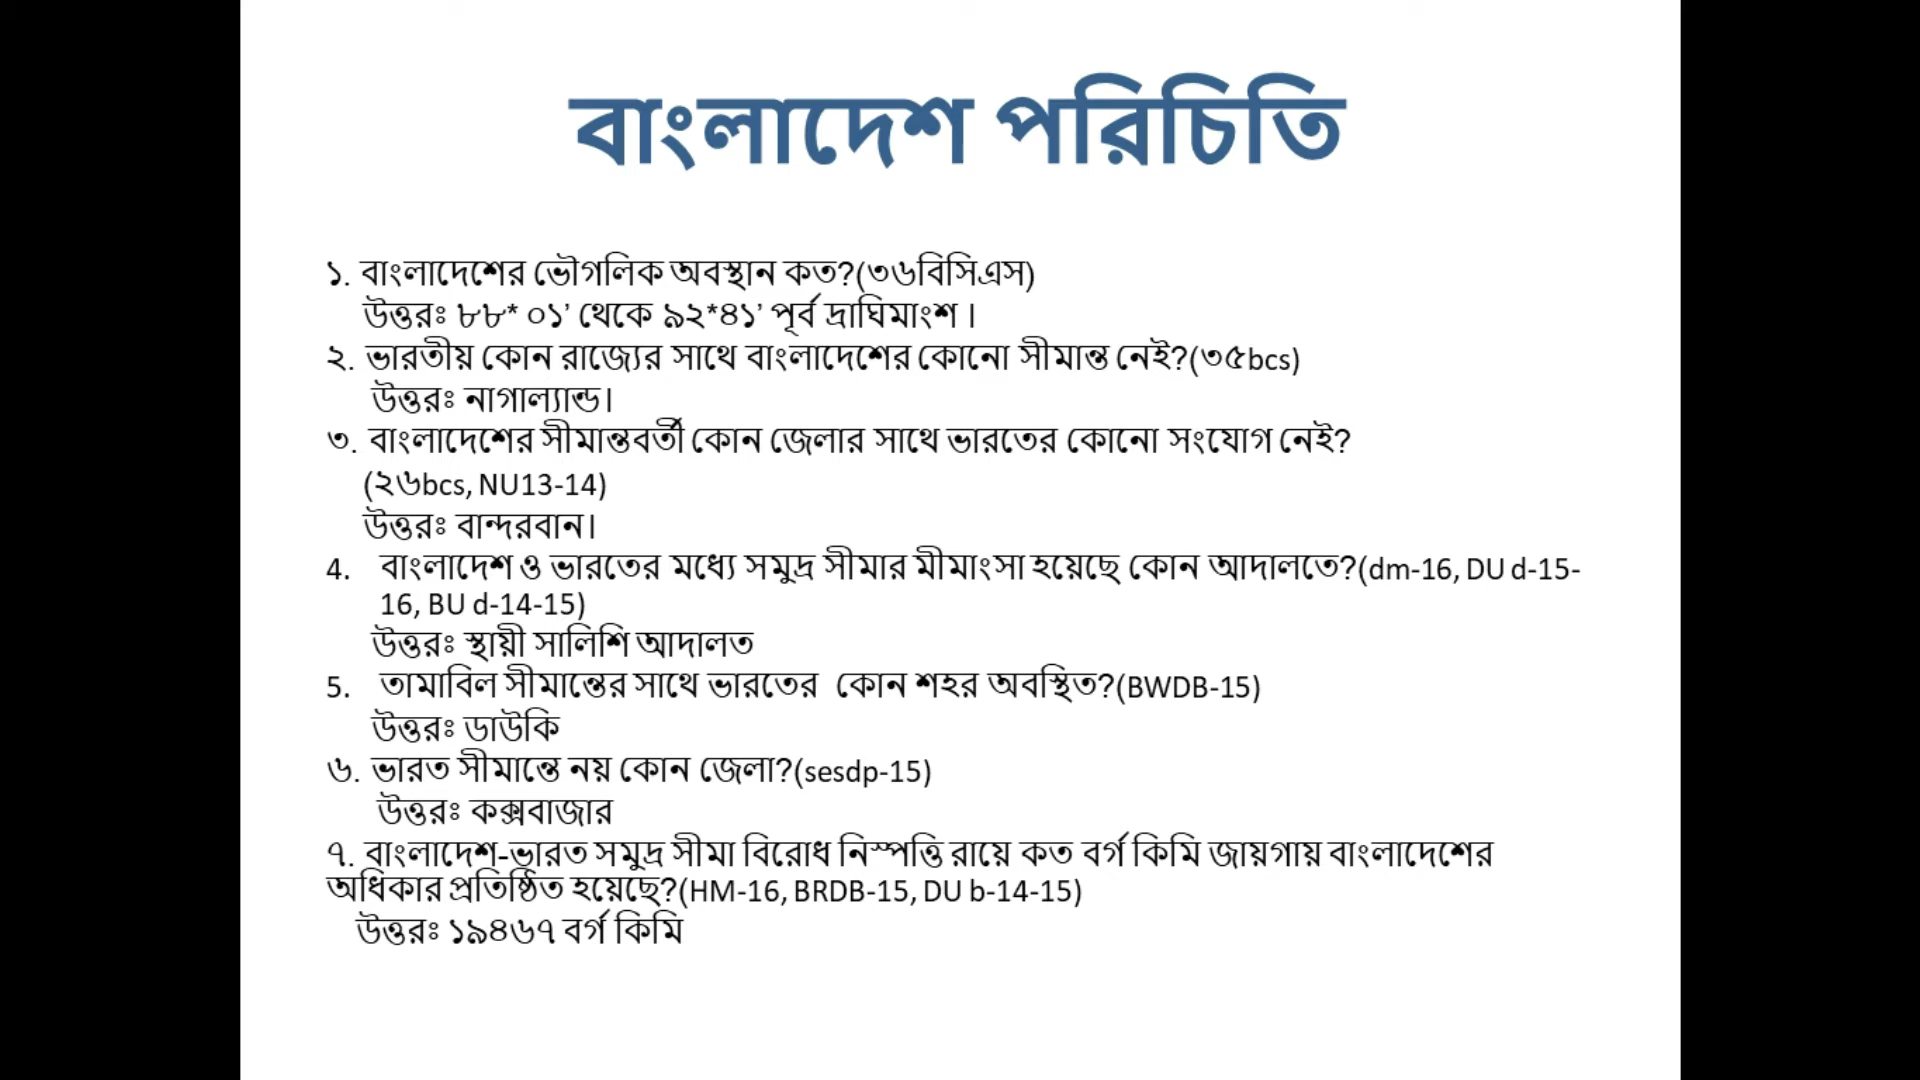 বাংলাদেশ পরিচিতি
১. বাংলাদেশের ভৌগলিক অবস্থান কত?(৩৬বিসিএস)
উত্তরঃ ৮৮* ০১’ থেকে ৯২*৪১’ পূর্ব দ্রাঘিমাংশ।
২. ভারতীয় কোন রাজ্যের সাথে বাংলাদেশের কোনো সীমান্ত নেই?(৩৫bcs)
উত্তরঃ নাগাল্যান্ড।
৩. বাংলাদেশের সীমান্তবর্তী কোন জেলার সাথে ভারতের কোনো সংযোগ নেই?
(২৬bcs, NU13-14)
উত্তরঃ বান্দরবান।
4. বাংলাদেশ ও ভারতের মধ্যে সমুদ্র সীমার মীমাংসা হয়েছে কোন আদালতে?(dm-16, DU d-15-
16, BU d-14-15)
উত্তরঃ স্থায়ী সালিশি আদালত
5. তামাবিল সীমান্তের সাথে ভারতের কোন শহর অবস্থিত?(BWDB-15)
উত্তরঃ ডাউকি
৬. ভারত সীমান্তে নয় কোন জেলা?(sesdp-15)
উত্তরঃ কক্সবাজার
৭. বাংলাদেশ-ভারত সমুদ্র সীমা বিরোধ নিস্পত্তি রায়ে কত বর্গ কিমি জায়গায় বাংলাদেশের
অধিকার প্রতিষ্ঠিত হয়েছে?(HM-16, BRDB-15, DU b-14-15)
উত্তরঃ ১৯৪৬৭ বর্গ কিমি